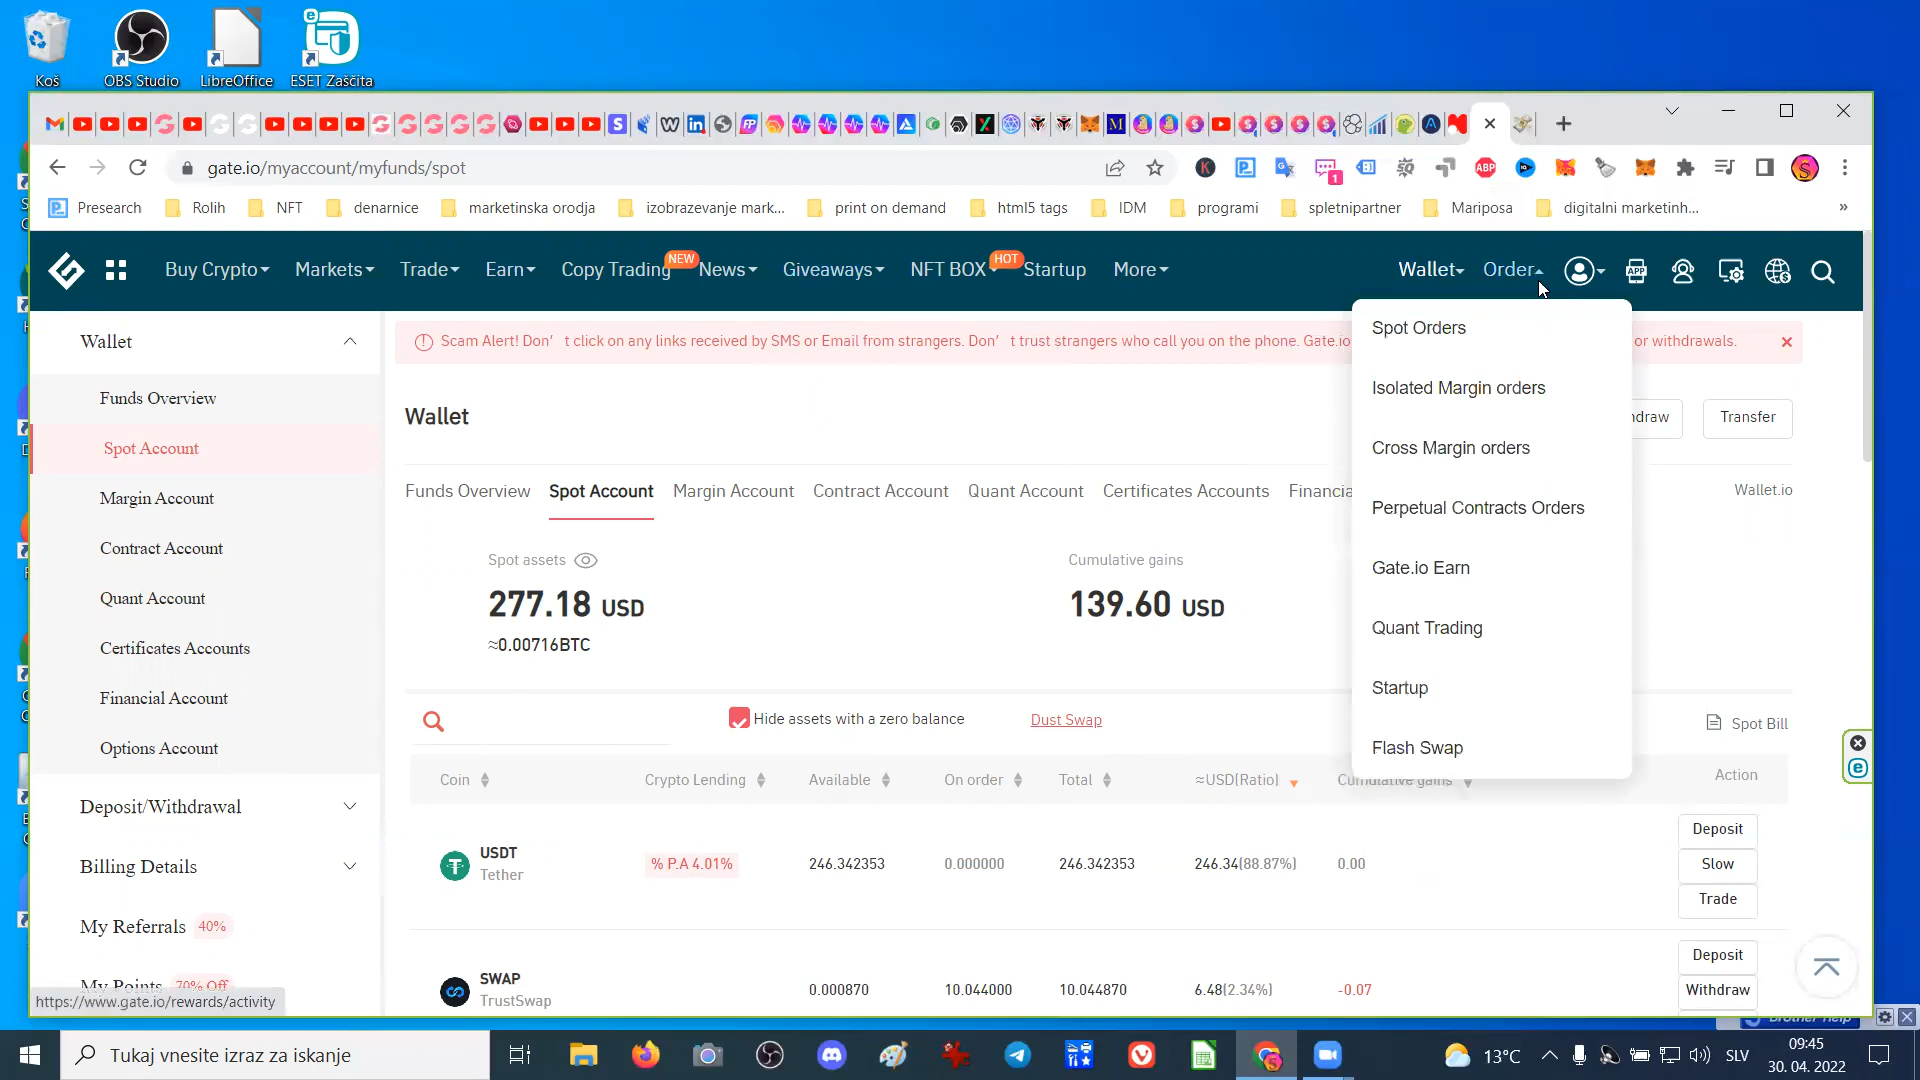 Koš
OBS Studio
LibreOffice
ESET Zaščita
gate.io/myaccount/myfunds/spot
Presearch
Rolih
NFT
denarnice
marketinska orodja
izobrazevanje mark...
print on demand
html5 tags
IDM
programi
spletnipartner
Mariposa
digitalni marketinh...
»
Buy Crypto
Markets
Trade
Earn
Copy Trading
NEW
News
Giveaways
NFT BOX
HOT
Startup
More
Wallet
Order
APP
Wallet
Funds Overview
Spot Account
Margin Account
Contract Account
Quant Account
Certificates Accounts
Financial Account
Options Account
Deposit/Withdrawal
Billing Details
My Referrals 40%
My Points 70% Off
https://www.gate.io/rewards/activity
Scam Alert! Don't click on any links received by SMS or Email from strangers. Don't trust strangers who call you on the phone. Gate.io
or withdrawals.
Wallet
Transfer
Funds Overview
Spot Account
Margin Account
Contract Account
Quant Account
Certificates Accounts
Financia
Wallet.io
Spot Orders
Isolated Margin orders
Cross Margin orders
Perpetual Contracts Orders
Gate.io Earn
Quant Trading
Startup
Flash Swap
Spot assets
277.18 USD
≈0.00716BTC
Cumulative gains
139.60 USD
Hide assets with a zero balance
Dust Swap
Spot Bill
Coin
Crypto Lending
Available
On order
Total
≈USD(Ratio)
Cumulative gains
Action
USDT
Tether
% P.A 4.01%
246.342353
0.000000
246.342353
246.34(88.87%)
0.00
Deposit
Slow
Trade
SWAP
TrustSwap
0.000870
10.044000
10.044870
6.48(2.34%)
-0.07
Deposit
Withdraw
Brother Help
Tukaj vnesite izraz za iskanje
13°C
SLV
09:45
30. 04. 2022